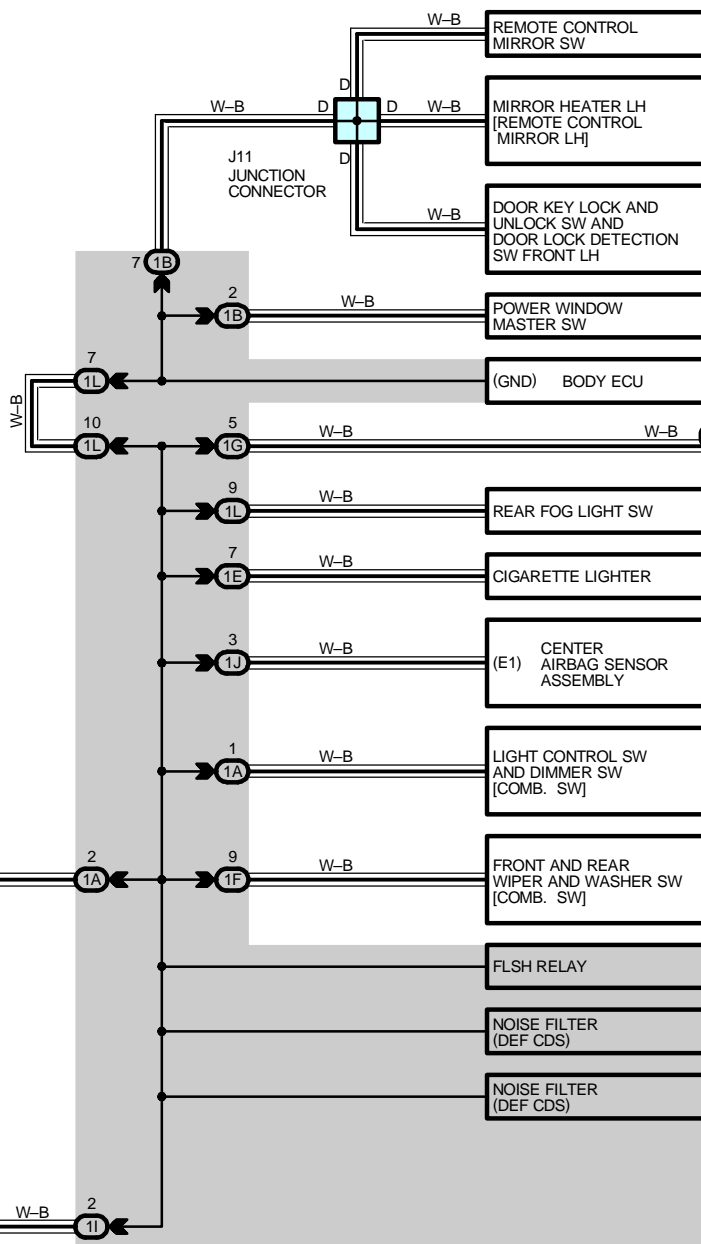 W–B
REMOTE CONTROL
MIRROR SW
D
W–B
D
D
W–B
MIRROR HEATER LH
[REMOTE CONTROL
MIRROR LH]
J11
JUNCTION
CONNECTOR
D
W–B
DOOR KEY LOCK AND
UNLOCK SW AND
DOOR LOCK DETECTION
SW FRONT LH
7
1B
2
1B
W–B
POWER WINDOW
MASTER SW
7
1L
(GND) BODY ECU
W–B
10
1L
5
1G
W–B
W–B
9
1L
W–B
REAR FOG LIGHT SW
7
1E
W–B
CIGARETTE LIGHTER
3
1J
W–B
(E1)
CENTER
AIRBAG SENSOR
ASSEMBLY
1
1A
W–B
LIGHT CONTROL SW
AND DIMMER SW
[COMB. SW]
2
1A
9
1F
W–B
FRONT AND REAR
WIPER AND WASHER SW
[COMB. SW]
FLSH RELAY
NOISE FILTER
(DEF CDS)
NOISE FILTER
(DEF CDS)
W–B
2
1I